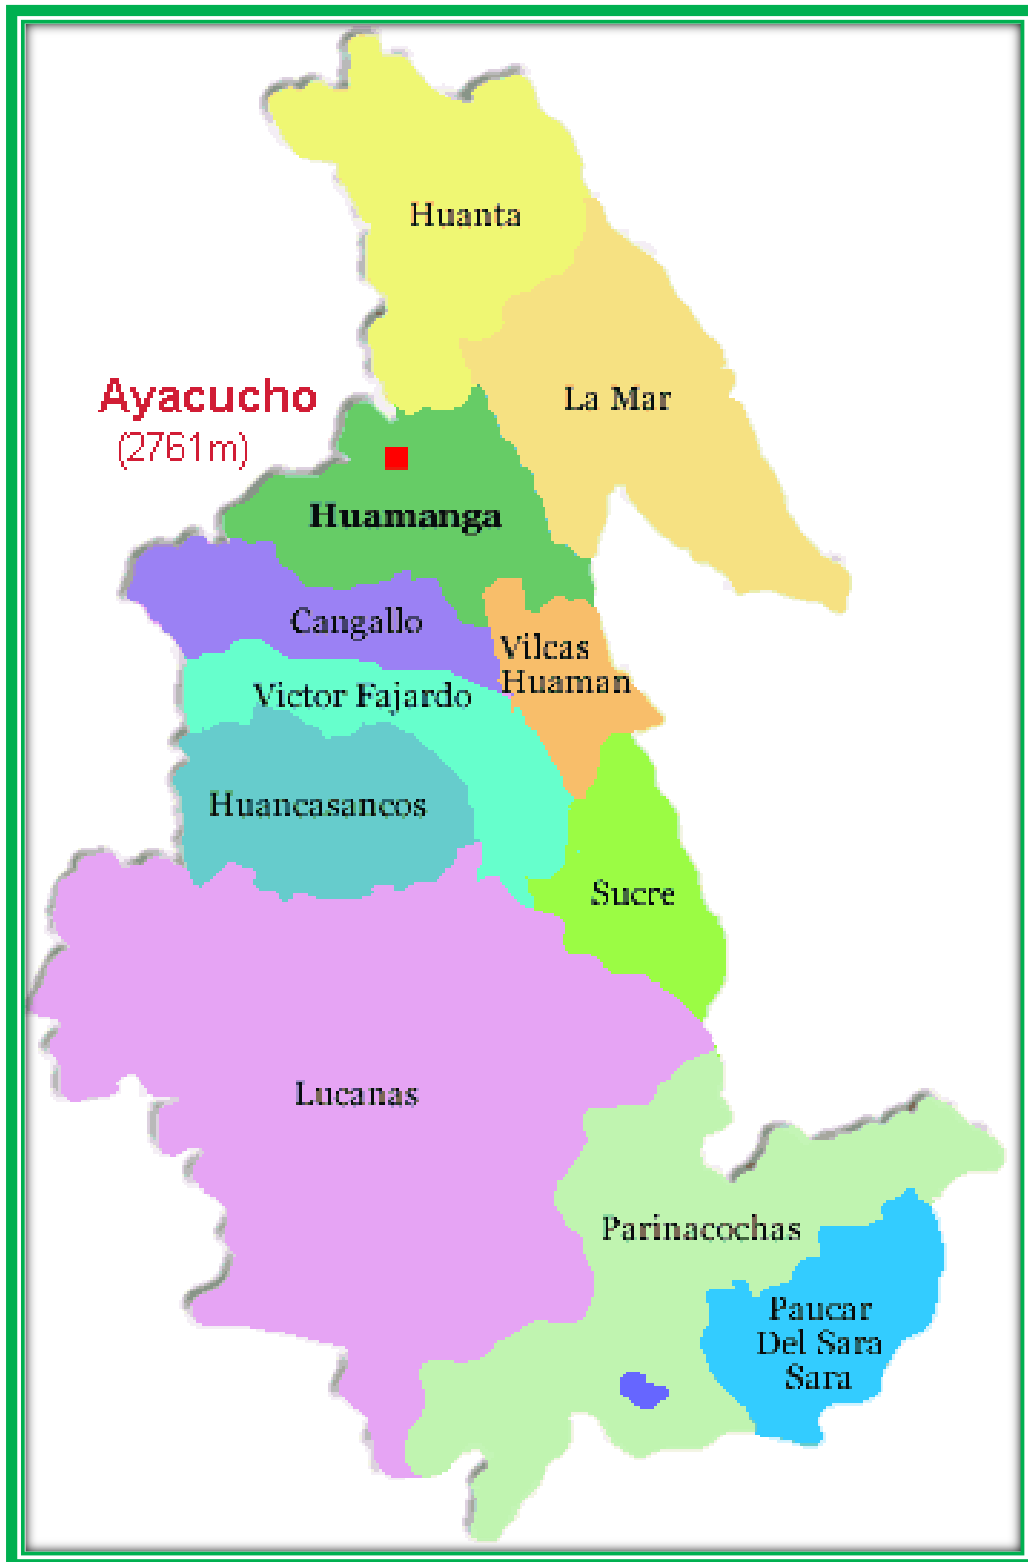 Huanta
La Mar
Ayacucho
(2761m)
Huamanga
Cangallo
Vilcas
Huaman
Victor Fajardo
Huancasancos
Sucre
Lucanas
Parinacochas
Paucar
Del Sara
Sara